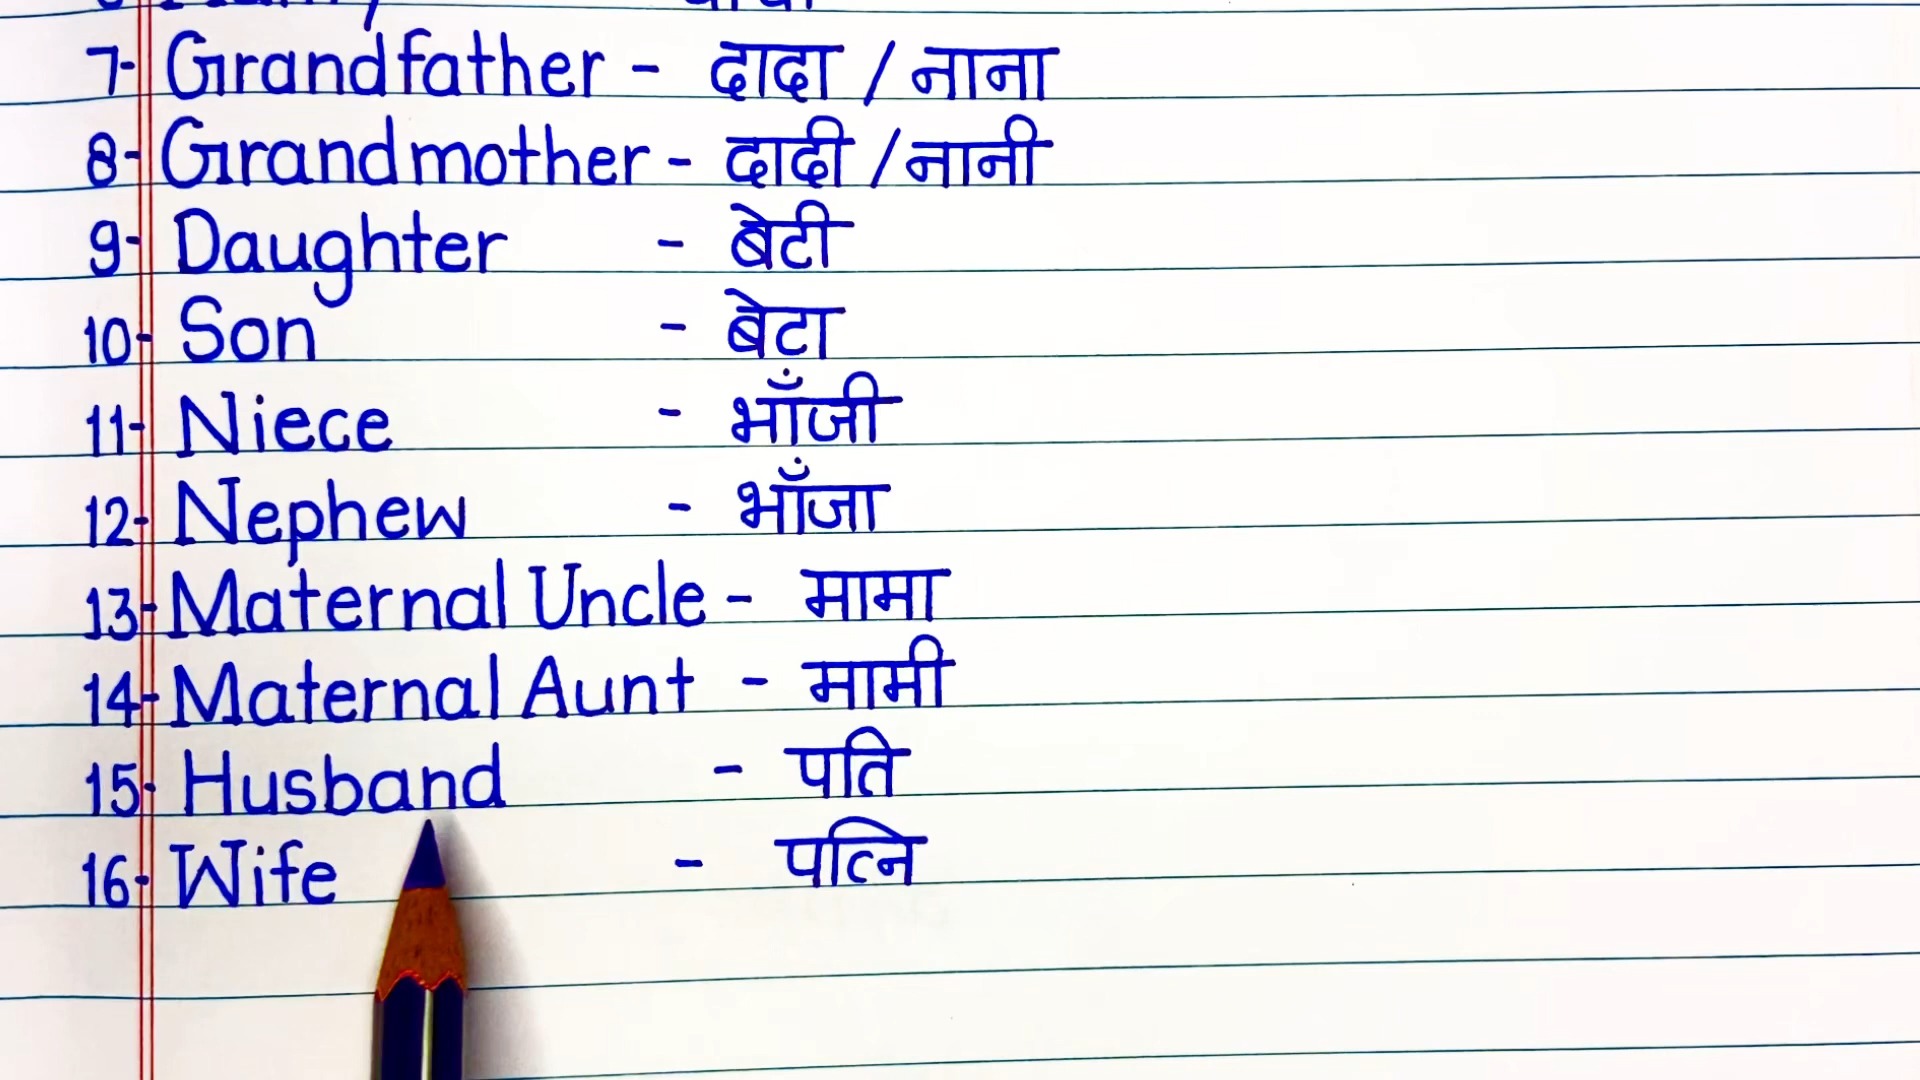 7- Grandfather - दादा / नाना
8- Grandmother - दादी / नानी
9- Daughter - बेटी
10- Son - बेटा
11- Niece - भाँजी
12- Nephew - भाँजा
13- Maternal Uncle - मामा
14- Maternal Aunt - मामी
15- Husband - पति
16- Wife - पत्नि